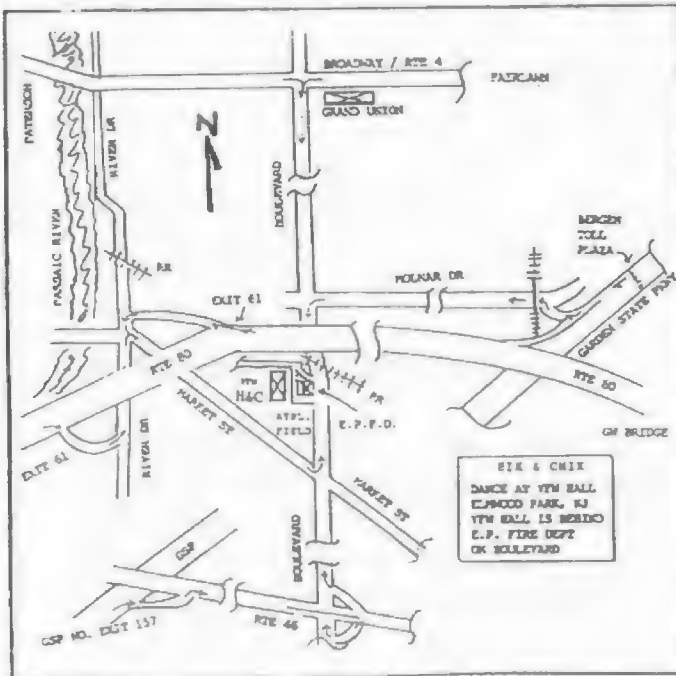 BROADWAY / RTE 4
FAIRLAWN
GRAND UNION
PATERSON
RIVER DR
N
BOULEVARD
PASSAIC RIVER
BERGEN
TOLL
PLAZA
RR
MOLNAR DR
EXIT 61
GARDEN STATE PKWY
RTE 80
RTE 80
VFW
H&C
RR
ATHL.
FIELD
E.P.F.D.
MARKET ST
GW BRIDGE
EXIT 61
RIVER DR
MARKET ST
DANCE AT VFW HALL
ELMWOOD PARK, NJ
VFW HALL IS BEHIND
E.P. FIRE DEPT
ON BOULEVARD
GSP
BOULEVARD
GSP NO. EXIT 157
RTE 46